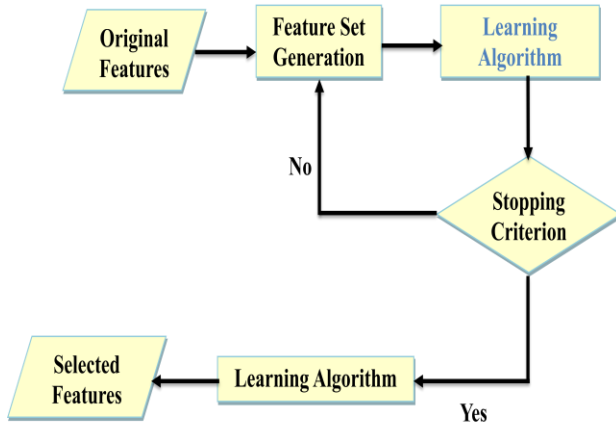 Original
Features
Feature Set
Generation
Learning
Algorithm
No
Stopping
Criterion
Selected
Features
Learning Algorithm
Yes